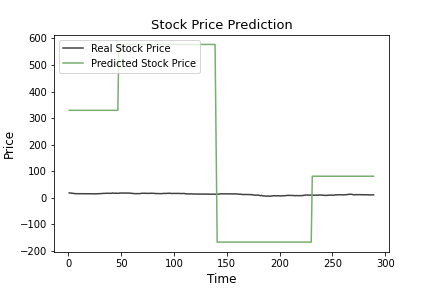 Stock Price Prediction
Real Stock Price
Predicted Stock Price
600
500
400
300
200
100
0
−100
−200
Price
0 50 100 150 200 250 300
Time